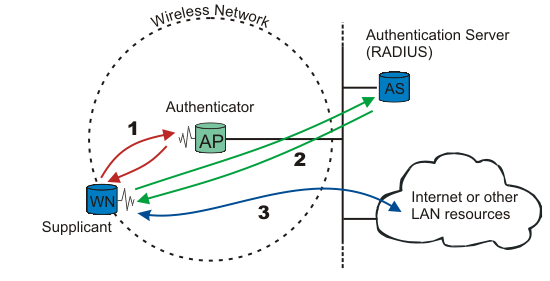 Wireless Network
Authentication Server
(RADIUS)
AS
Authenticator
1
AP
2
WN
3
Internet or other
LAN resources
Supplicant